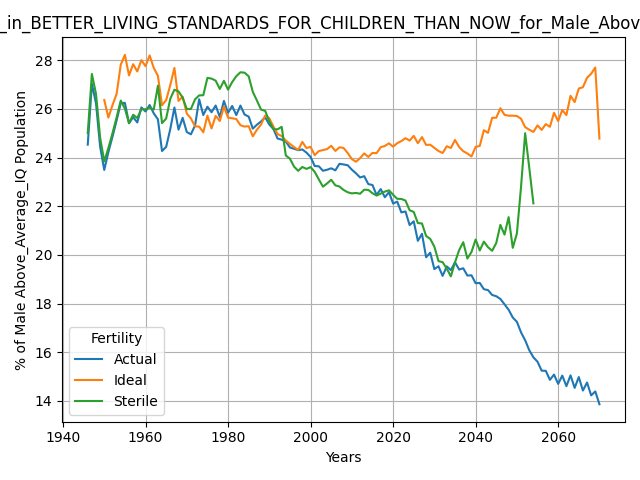 _in_BETTER_LIVING_STANDARDS_FOR_CHILDREN_THAN_NOW_for_Male_Abov
% of Male Above_Average_IQ Population
28
26
24
22
20
18
16
14
Fertility
Actual
Ideal
Sterile
1940
1960
1980
2000
2020
2040
2060
Years